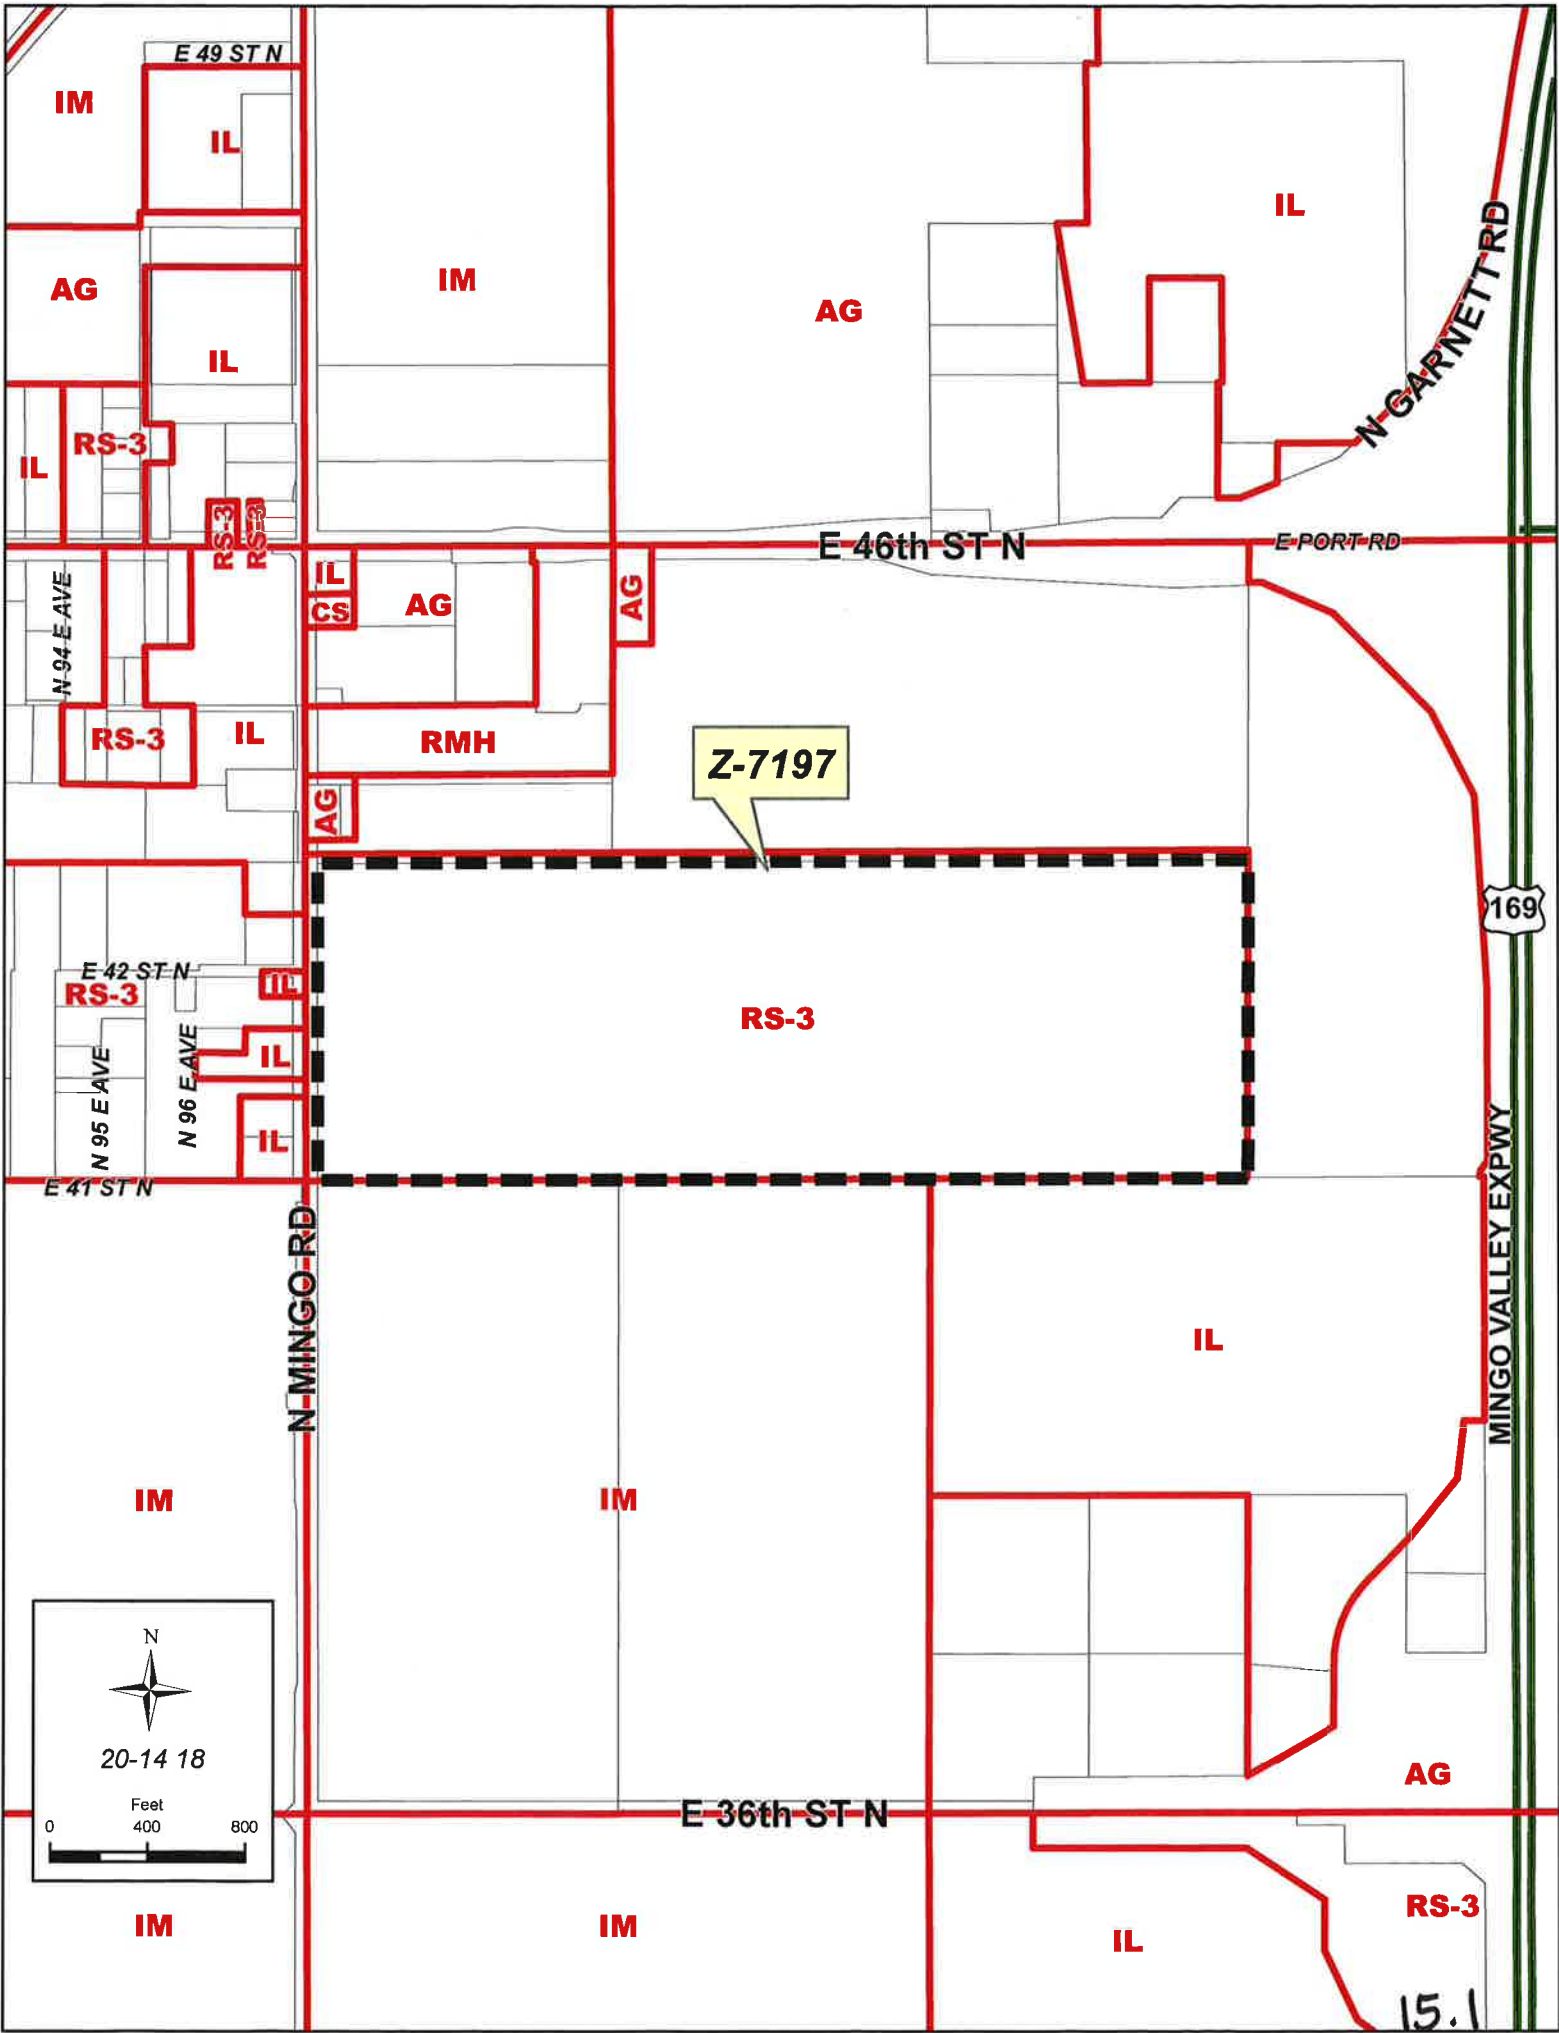 E 49 ST N
IM
IL
IL
N GARNETT RD
AG
IM
AG
IL
RS-3
IL
RS-3
RS-3
E 46th ST N
E PORT RD
IL
CS
AG
AG
N 94 E AVE
RS-3
IL
RMH
Z-7197
AG
169
E 42 ST N
RS-3
IL
RS-3
N 95 E AVE
N 96 E AVE
IL
IL
E 41 ST N
N MINGO RD
MINGO VALLEY EXPWY
IL
IM
IM
N
20-14 18
Feet
0 400 800
AG
E 36th ST N
IM
IM
IL
RS-3
15.1